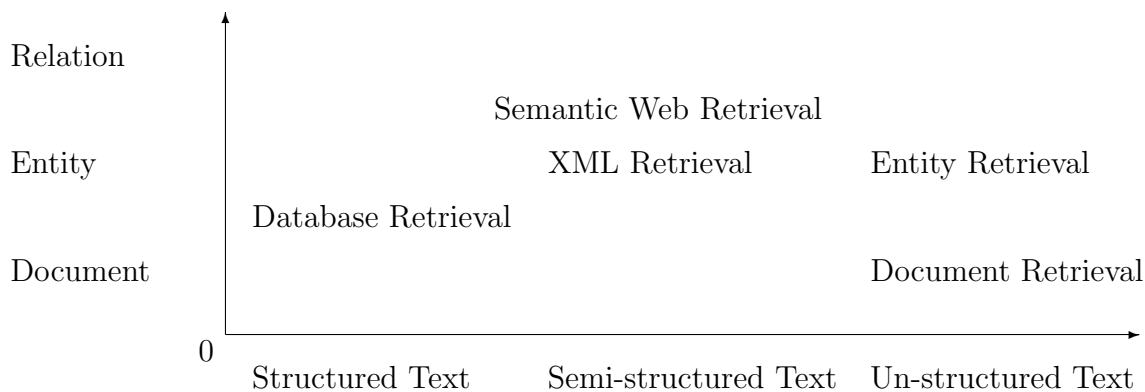 Relation
Semantic Web Retrieval
Entity XML Retrieval Entity Retrieval
Database Retrieval
Document Document Retrieval
0
Structured Text Semi-structured Text Un-structured Text